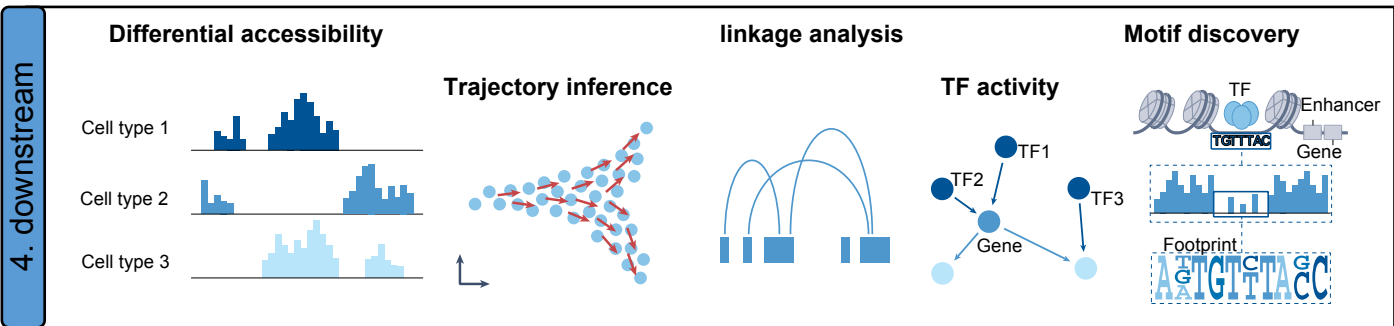 4. downstream
Differential accessibility
Cell type 1
Cell type 2
Cell type 3
Trajectory inference
linkage analysis
TF activity
TF1
TF2
TF3
Gene
Motif discovery
TF
Enhancer
TGTTTAC
Gene
Footprint